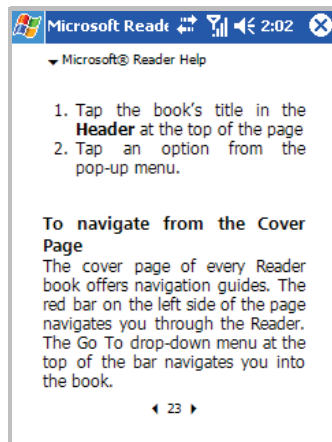 Microsoft Reade 2:02
Microsoft® Reader Help
1. Tap the book's title in the
Header at the top of the page
2. Tap an option from the
pop-up menu.
To navigate from the Cover
Page
The cover page of every Reader
book offers navigation guides. The
red bar on the left side of the page
navigates you through the Reader.
The Go To drop-down menu at the
top of the bar navigates you into
the book.
23